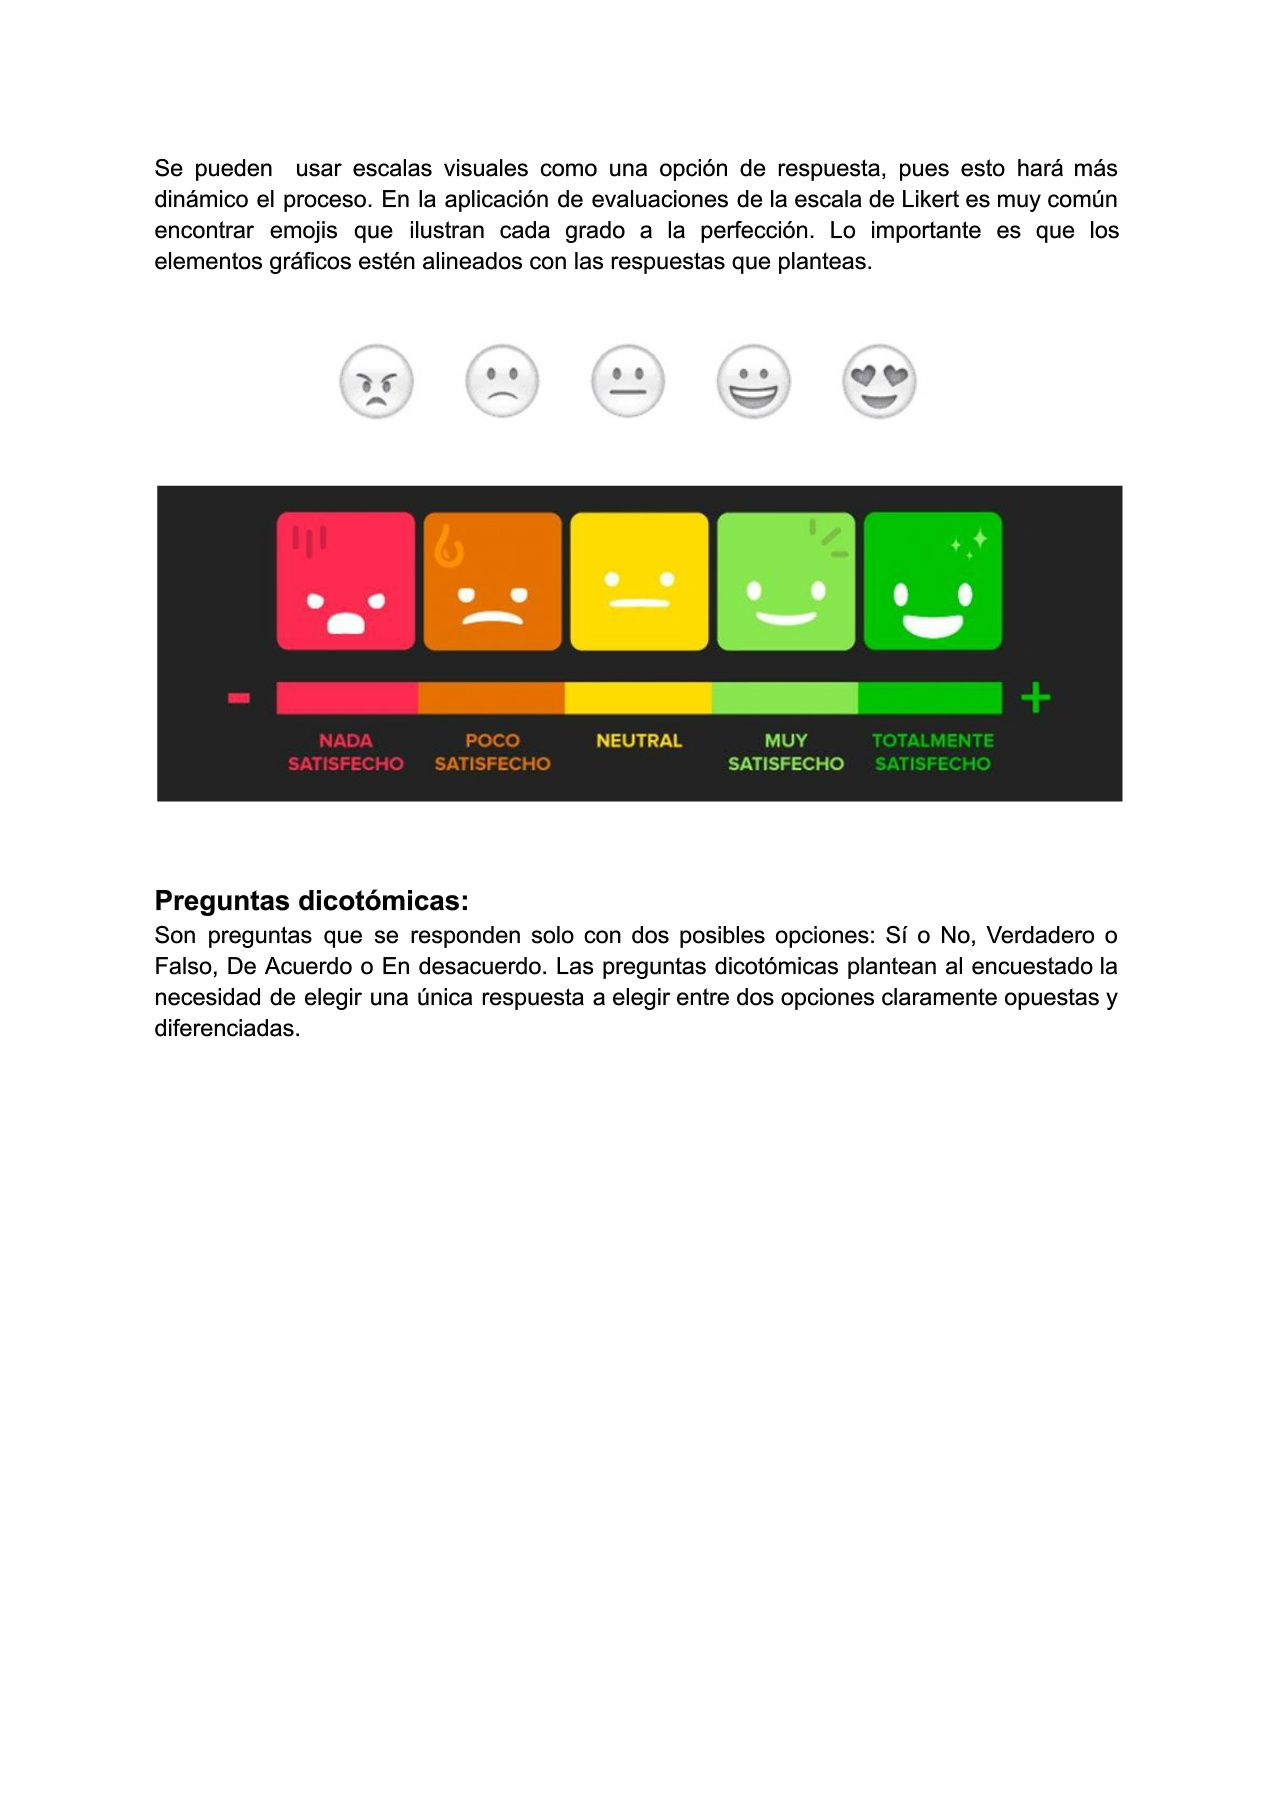 Se pueden  usar escalas visuales como una opción de respuesta, pues esto hará más
dinámico el proceso. En la aplicación de evaluaciones de la escala de Likert es muy común
encontrar emojis que ilustran cada grado a la perfección. Lo importante es que los
elementos gráficos estén alineados con las respuestas que planteas.
- +
NADA SATISFECHO
POCO SATISFECHO
NEUTRAL
MUY SATISFECHO
TOTALMENTE SATISFECHO
Preguntas dicotómicas:
Son preguntas que se responden solo con dos posibles opciones: Sí o No, Verdadero o
Falso, De Acuerdo o En desacuerdo. Las preguntas dicotómicas plantean al encuestado la
necesidad de elegir una única respuesta a elegir entre dos opciones claramente opuestas y
diferenciadas.